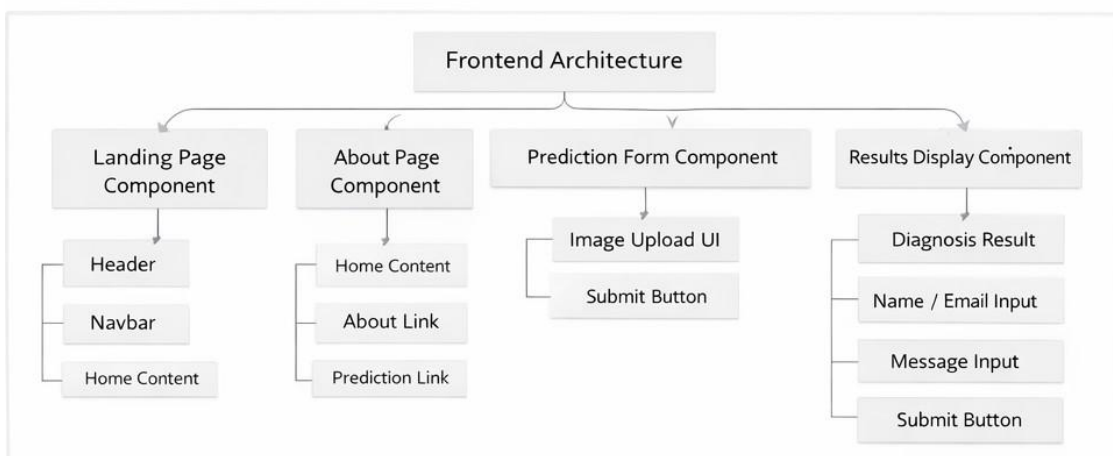 Frontend Architecture
Landing Page
Component
About Page
Component
Prediction Form Component
Results Display Component
Header
Navbar
Home Content
Home Content
About Link
Prediction Link
Image Upload UI
Submit Button
Diagnosis Result
Name / Email Input
Message Input
Submit Button